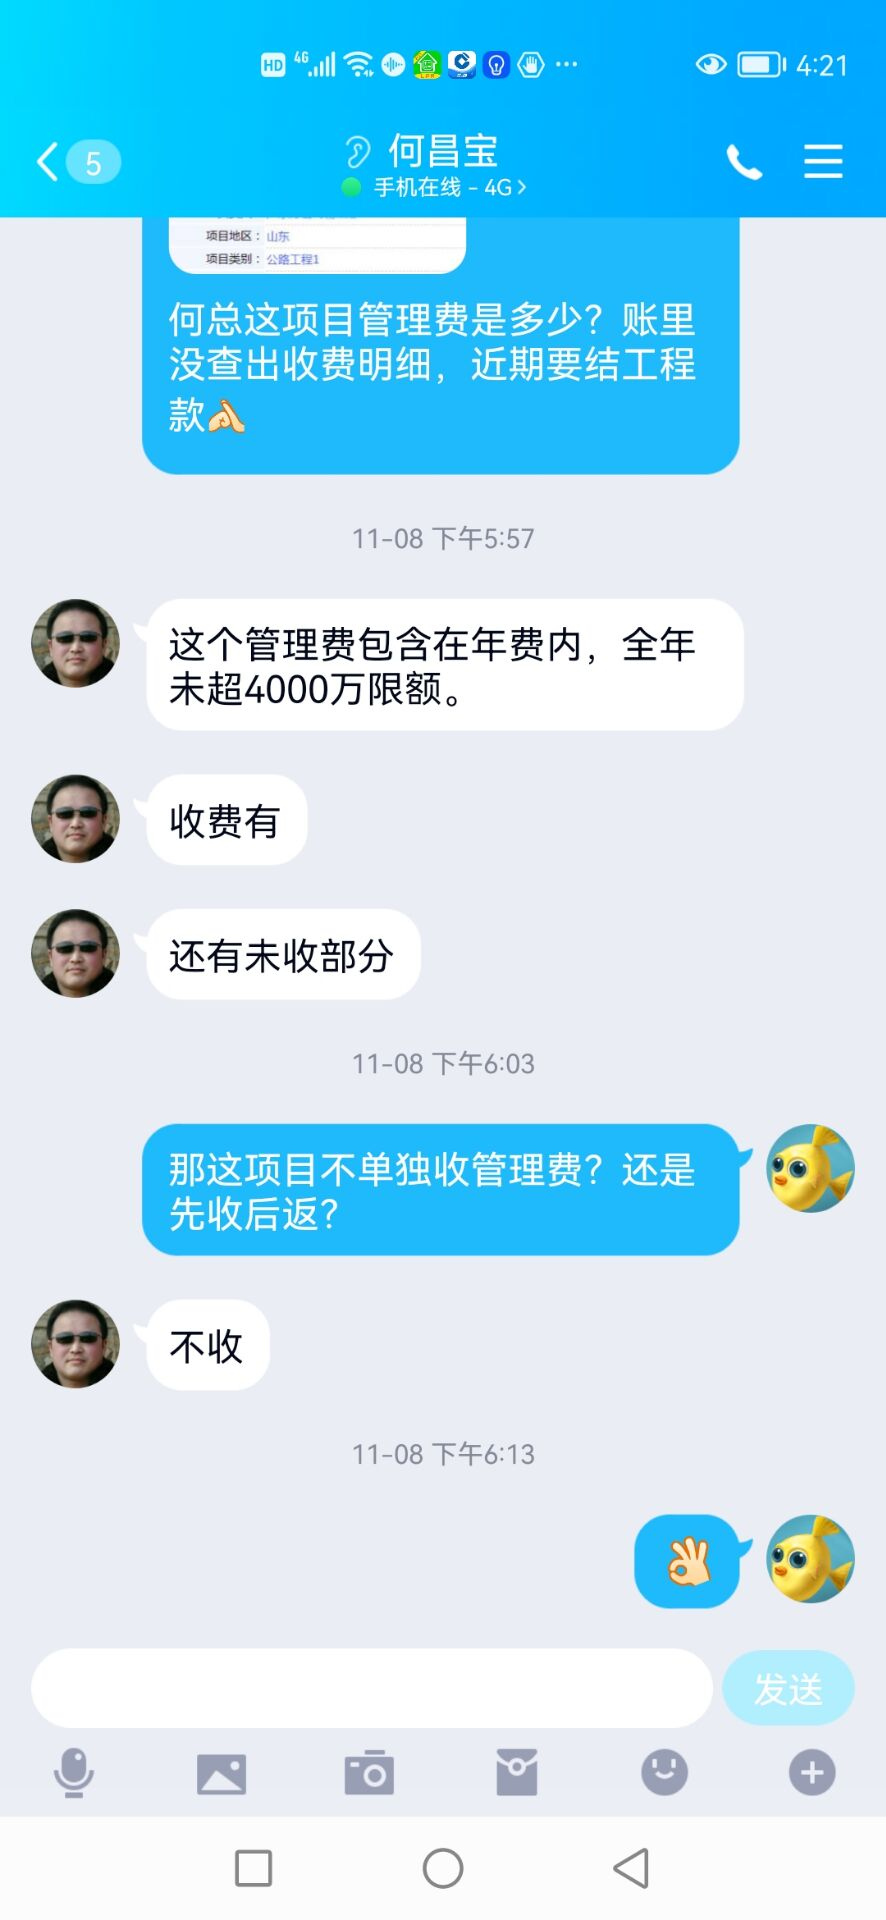 HD 4G 4:21
5
何昌宝
手机在线 - 4G
项目地区：山东
项目类别：公路工程1
何总这项目管理费是多少？账里
没查出收费明细，近期要结工程
款
11-08 下午5:57
这个管理费包含在年费内，全年
未超4000万限额。
收费有
还有未收部分
11-08 下午6:03
那这项目不单独收管理费？还是
先收后返？
不收
11-08 下午6:13
发送